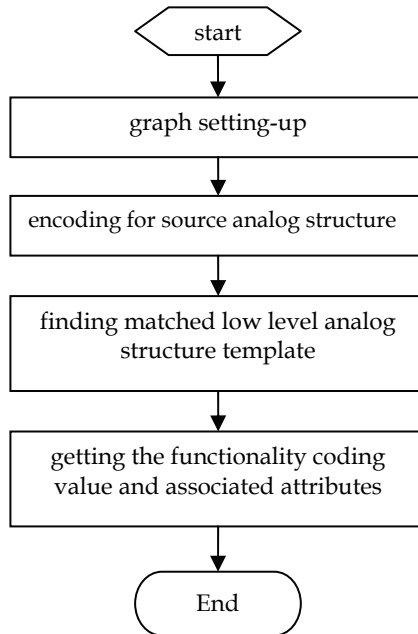 start
graph setting-up
encoding for source analog structure
finding matched low level analog
structure template
getting the functionality coding
value and associated attributes
End